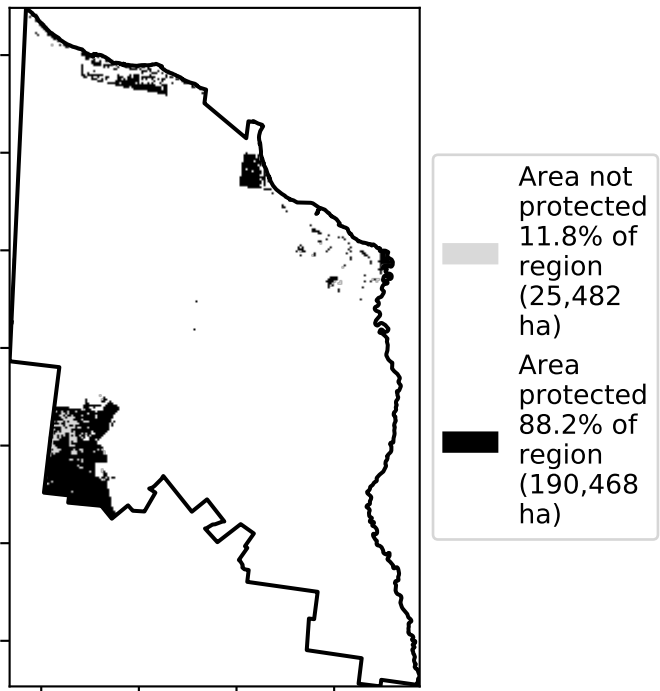 Area not
protected
11.8% of
region
(25,482
ha)
Area
protected
88.2% of
region
(190,468
ha)